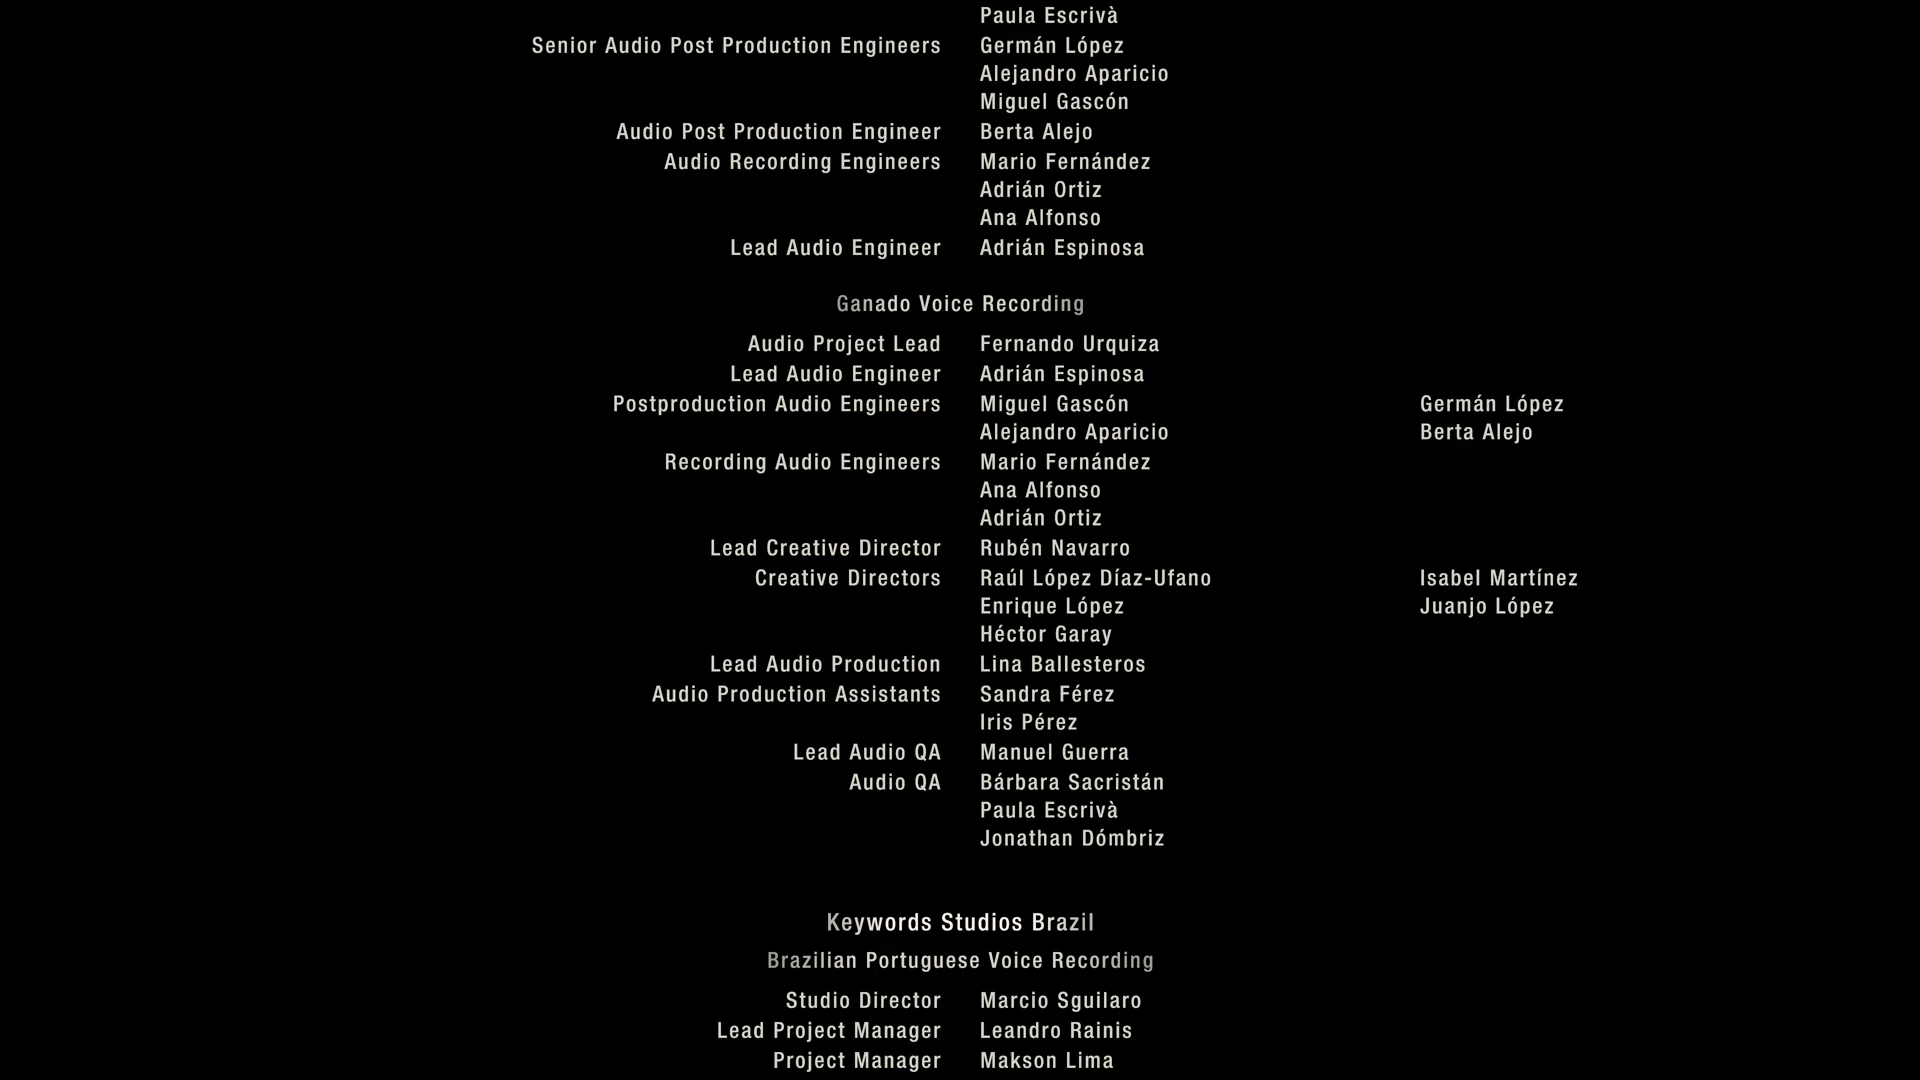 Paula Escrivà
Senior Audio Post Production Engineers Germán López
Alejandro Aparicio
Miguel Gascón
Audio Post Production Engineer Berta Alejo
Audio Recording Engineers Mario Fernández
Adrián Ortiz
Ana Alfonso
Lead Audio Engineer Adrián Espinosa
Ganado Voice Recording
Audio Project Lead Fernando Urquiza
Lead Audio Engineer Adrián Espinosa
Postproduction Audio Engineers Miguel Gascón Germán López
Alejandro Aparicio Berta Alejo
Recording Audio Engineers Mario Fernández
Ana Alfonso
Adrián Ortiz
Lead Creative Director Rubén Navarro
Creative Directors Raúl López Díaz-Ufano Isabel Martínez
Enrique López Juanjo López
Héctor Garay
Lead Audio Production Lina Ballesteros
Audio Production Assistants Sandra Férez
Iris Pérez
Lead Audio QA Manuel Guerra
Audio QA Bárbara Sacristán
Paula Escrivà
Jonathan Dómbriz
Keywords Studios Brazil
Brazilian Portuguese Voice Recording
Studio Director Marcio Sguilaro
Lead Project Manager Leandro Rainis
Project Manager Makson Lima